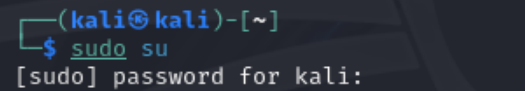 ┌──(kali㉿kali)-[~]
└─$ sudo su
[sudo] password for kali: